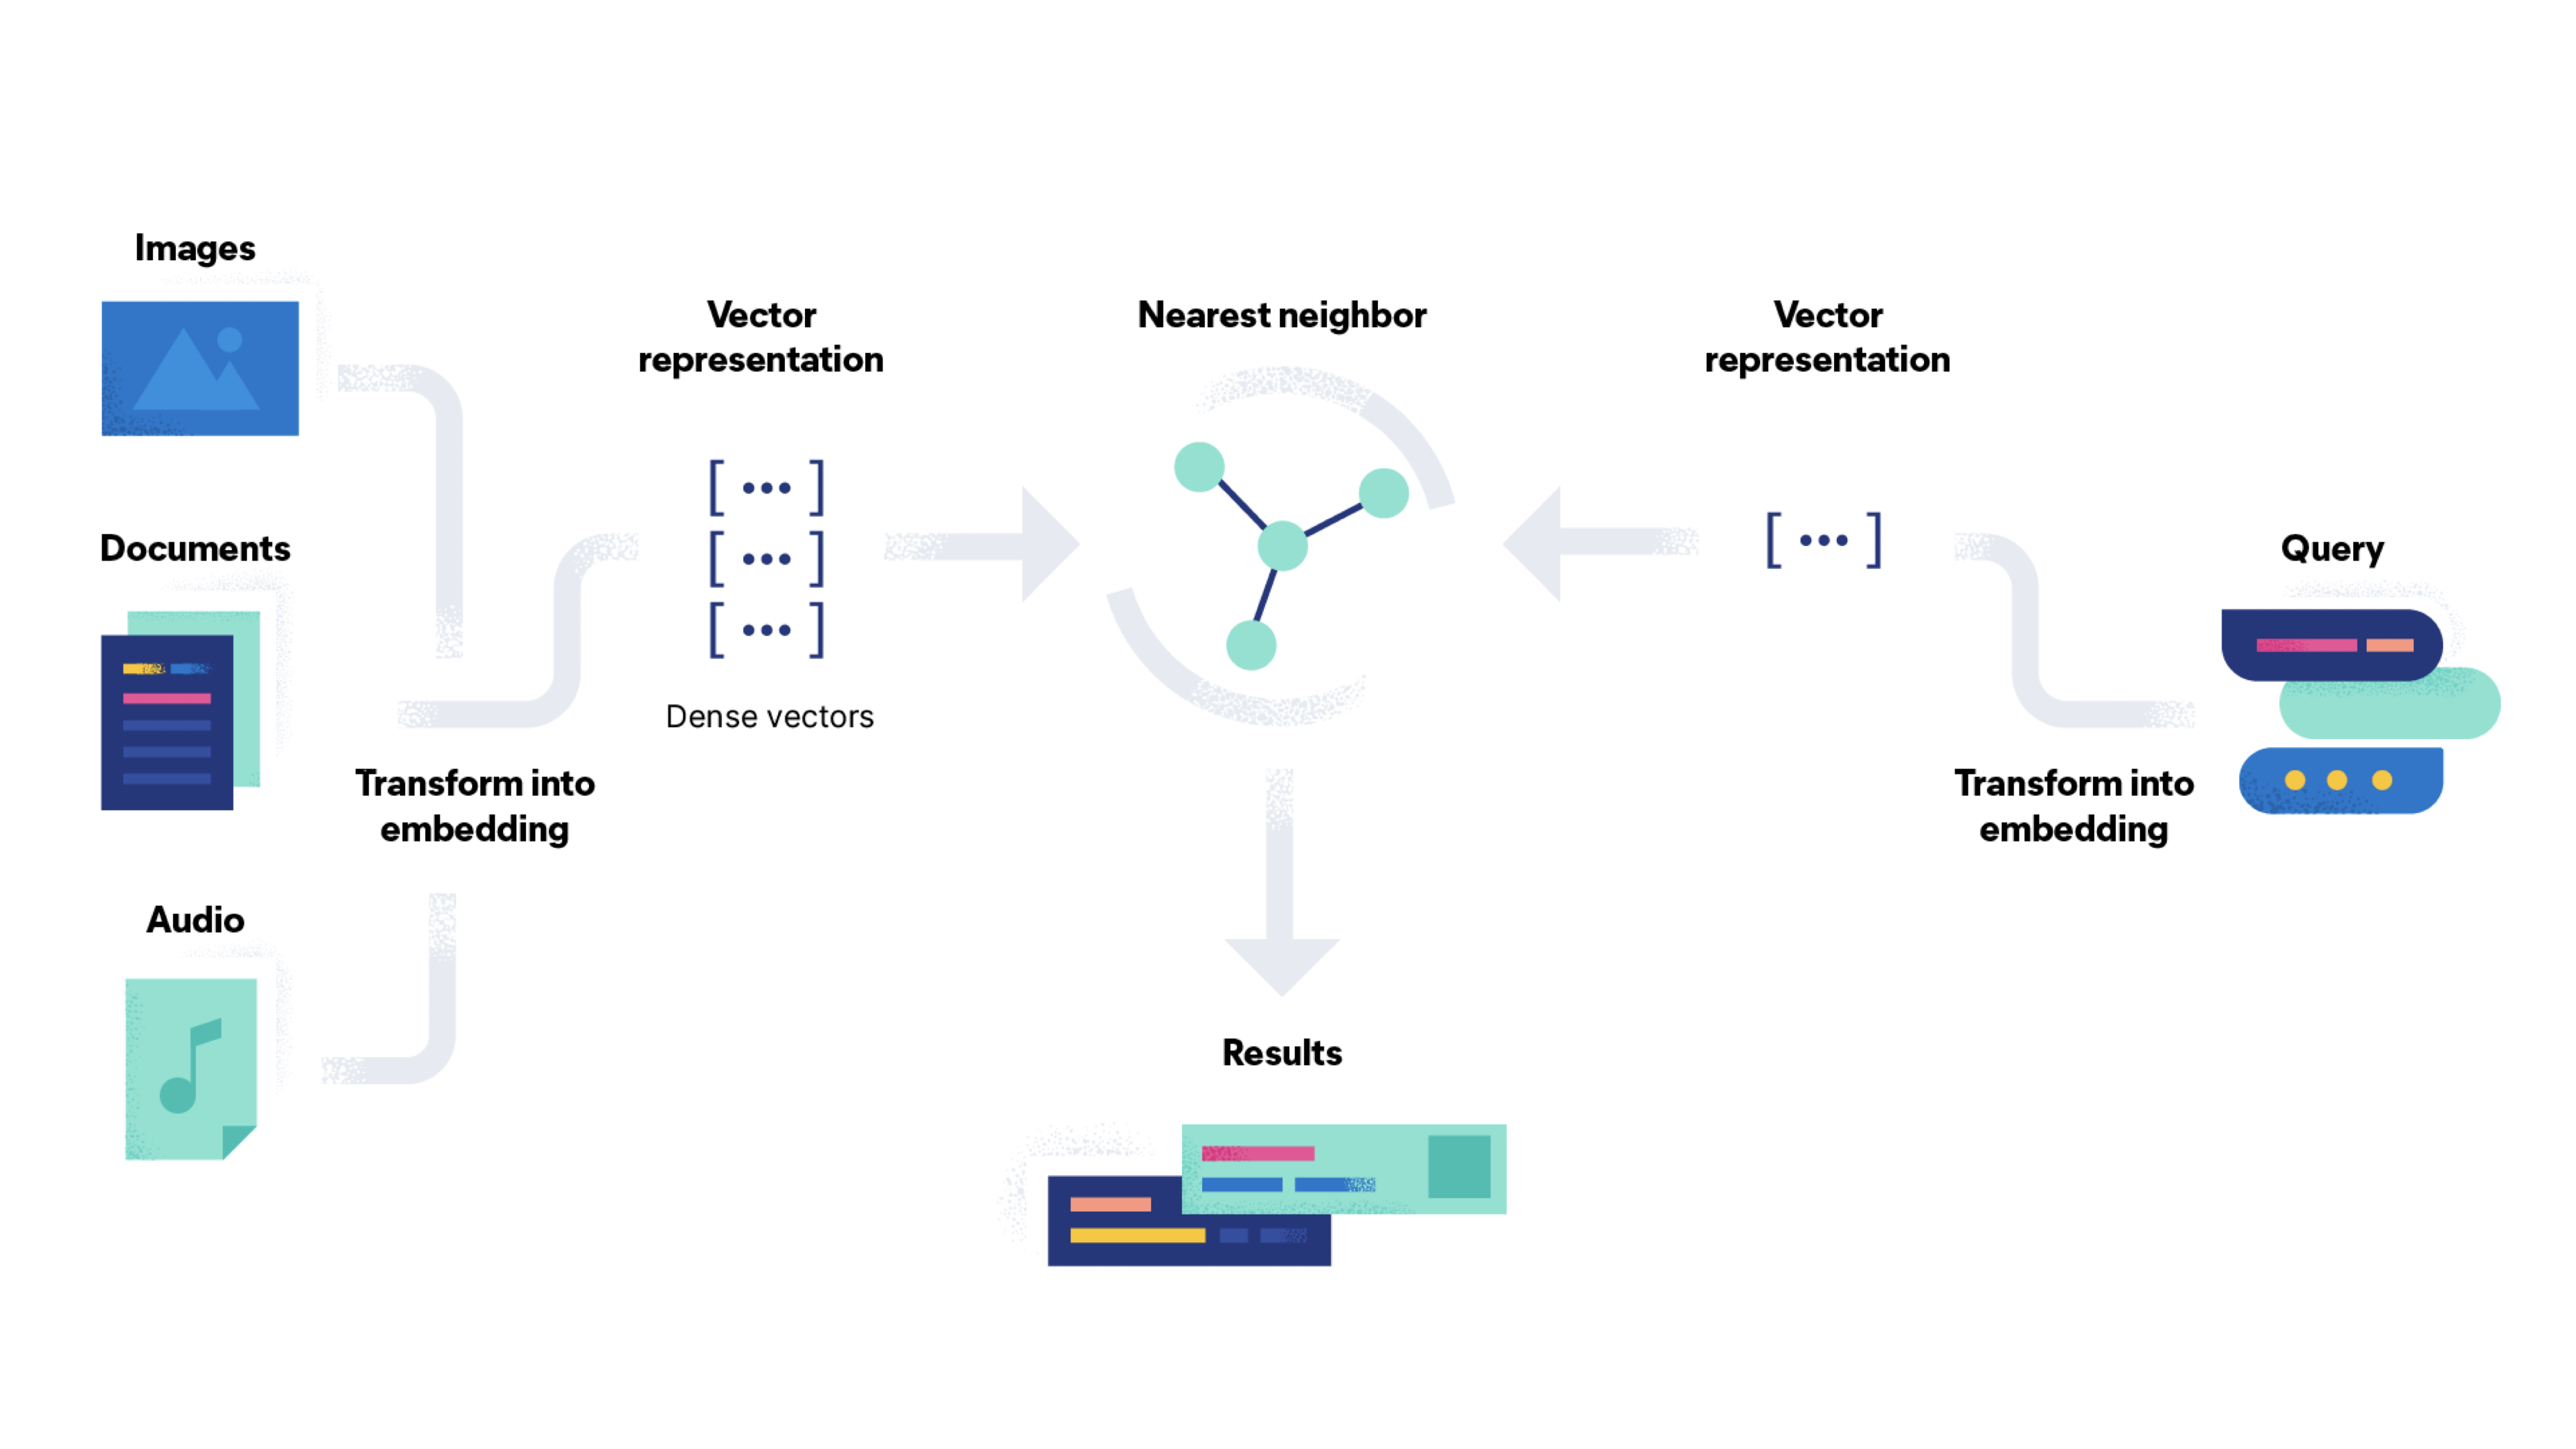 Images
Documents
Audio
Transform into
embedding
Vector
representation
[ ••• ]
[ ••• ]
[ ••• ]
Dense vectors
Nearest neighbor
Results
Vector
representation
[ ••• ]
Transform into
embedding
Query